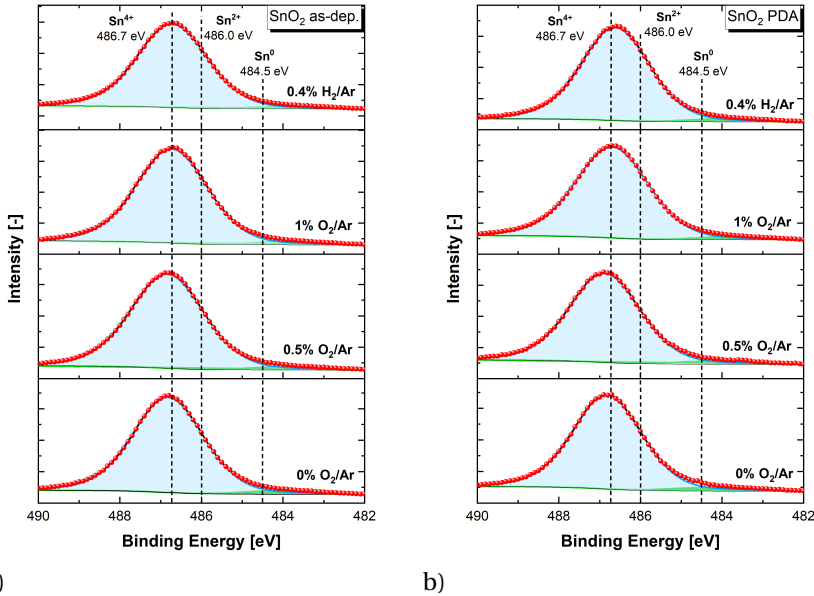 SnO2 as-dep.
Sn4+
486.7 eV
Sn2+
486.0 eV
Sn0
484.5 eV
0.4% H2/Ar
1% O2/Ar
0.5% O2/Ar
0% O2/Ar
Intensity [-]
490 488 486 484 482
Binding Energy [eV]
)
SnO2 PDA
Sn4+
486.7 eV
Sn2+
486.0 eV
Sn0
484.5 eV
0.4% H2/Ar
1% O2/Ar
0.5% O2/Ar
0% O2/Ar
Intensity [-]
490 488 486 484 482
Binding Energy [eV]
b)